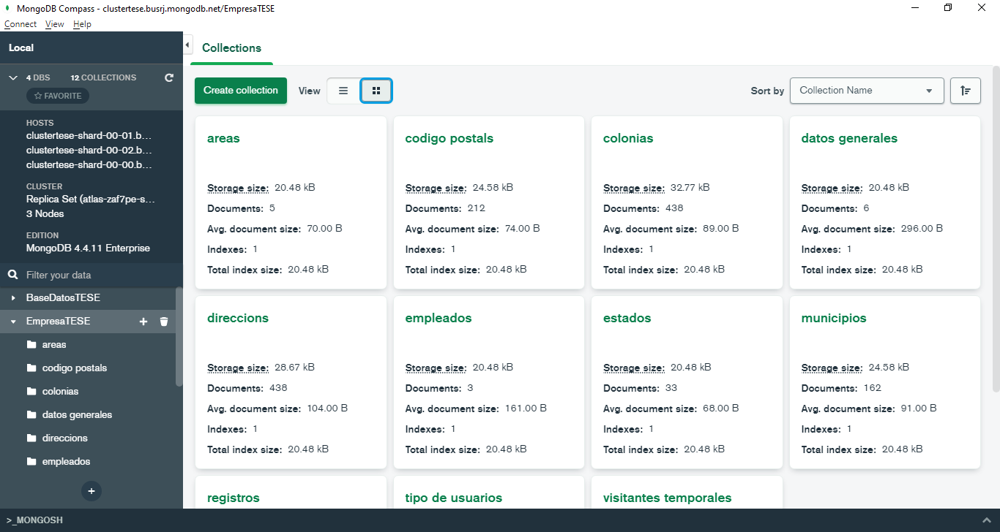 MongoDB Compass - clustertese.busrj.mongodb.net/EmpresaTESE
Connect View Help
Local
4 DBS 12 COLLECTIONS
FAVORITE
HOSTS
clustertese-shard-00-01.b...
clustertese-shard-00-02.b...
clustertese-shard-00-00.b...
CLUSTER
Replica Set (atlas-zaf7pe-s...
3 Nodes
EDITION
MongoDB 4.4.11 Enterprise
Filter your data
BaseDatosTESE
EmpresaTESE
areas
codigo postals
colonias
datos generales
direccions
empleados
>_MONGOSH
Collections
Create collection View Sort by Collection Name
areas
Storage size: 20.48 kB
Documents: 5
Avg. document size: 70.00 B
Indexes: 1
Total index size: 20.48 kB
codigo postals
Storage size: 24.58 kB
Documents: 212
Avg. document size: 74.00 B
Indexes: 1
Total index size: 20.48 kB
colonias
Storage size: 32.77 kB
Documents: 438
Avg. document size: 89.00 B
Indexes: 1
Total index size: 20.48 kB
datos generales
Storage size: 20.48 kB
Documents: 6
Avg. document size: 296.00 B
Indexes: 1
Total index size: 20.48 kB
direccions
Storage size: 28.67 kB
Documents: 438
Avg. document size: 104.00 B
Indexes: 1
Total index size: 20.48 kB
empleados
Storage size: 20.48 kB
Documents: 3
Avg. document size: 161.00 B
Indexes: 1
Total index size: 20.48 kB
estados
Storage size: 20.48 kB
Documents: 33
Avg. document size: 68.00 B
Indexes: 1
Total index size: 20.48 kB
municipios
Storage size: 24.58 kB
Documents: 162
Avg. document size: 91.00 B
Indexes: 1
Total index size: 20.48 kB
registros
tipo de usuarios
visitantes temporales